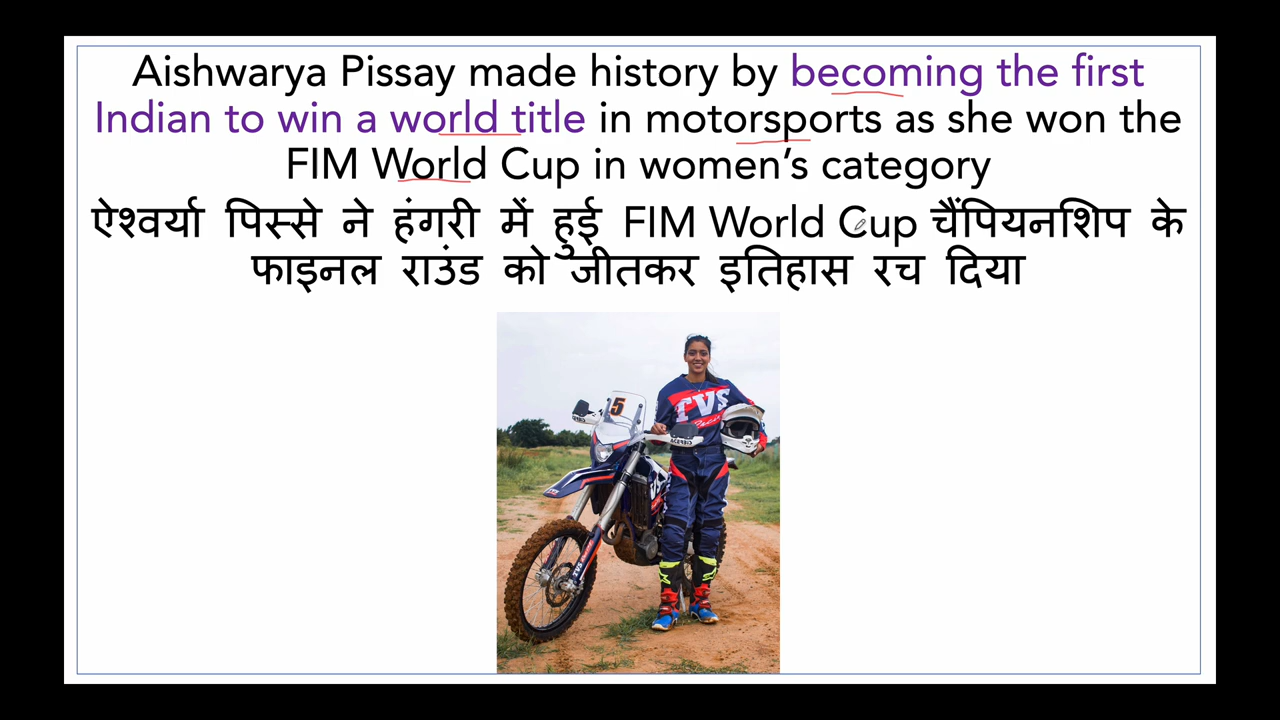 Aishwarya Pissay made history by becoming the first
Indian to win a world title in motorsports as she won the
FIM World Cup in women’s category
ऐश्वर्या पिस्से ने हंगरी में हुई FIM World Cup चैंपियनशिप के
फाइनल राउंड को जीतकर इतिहास रच दिया
5
TVS
ACERBIS